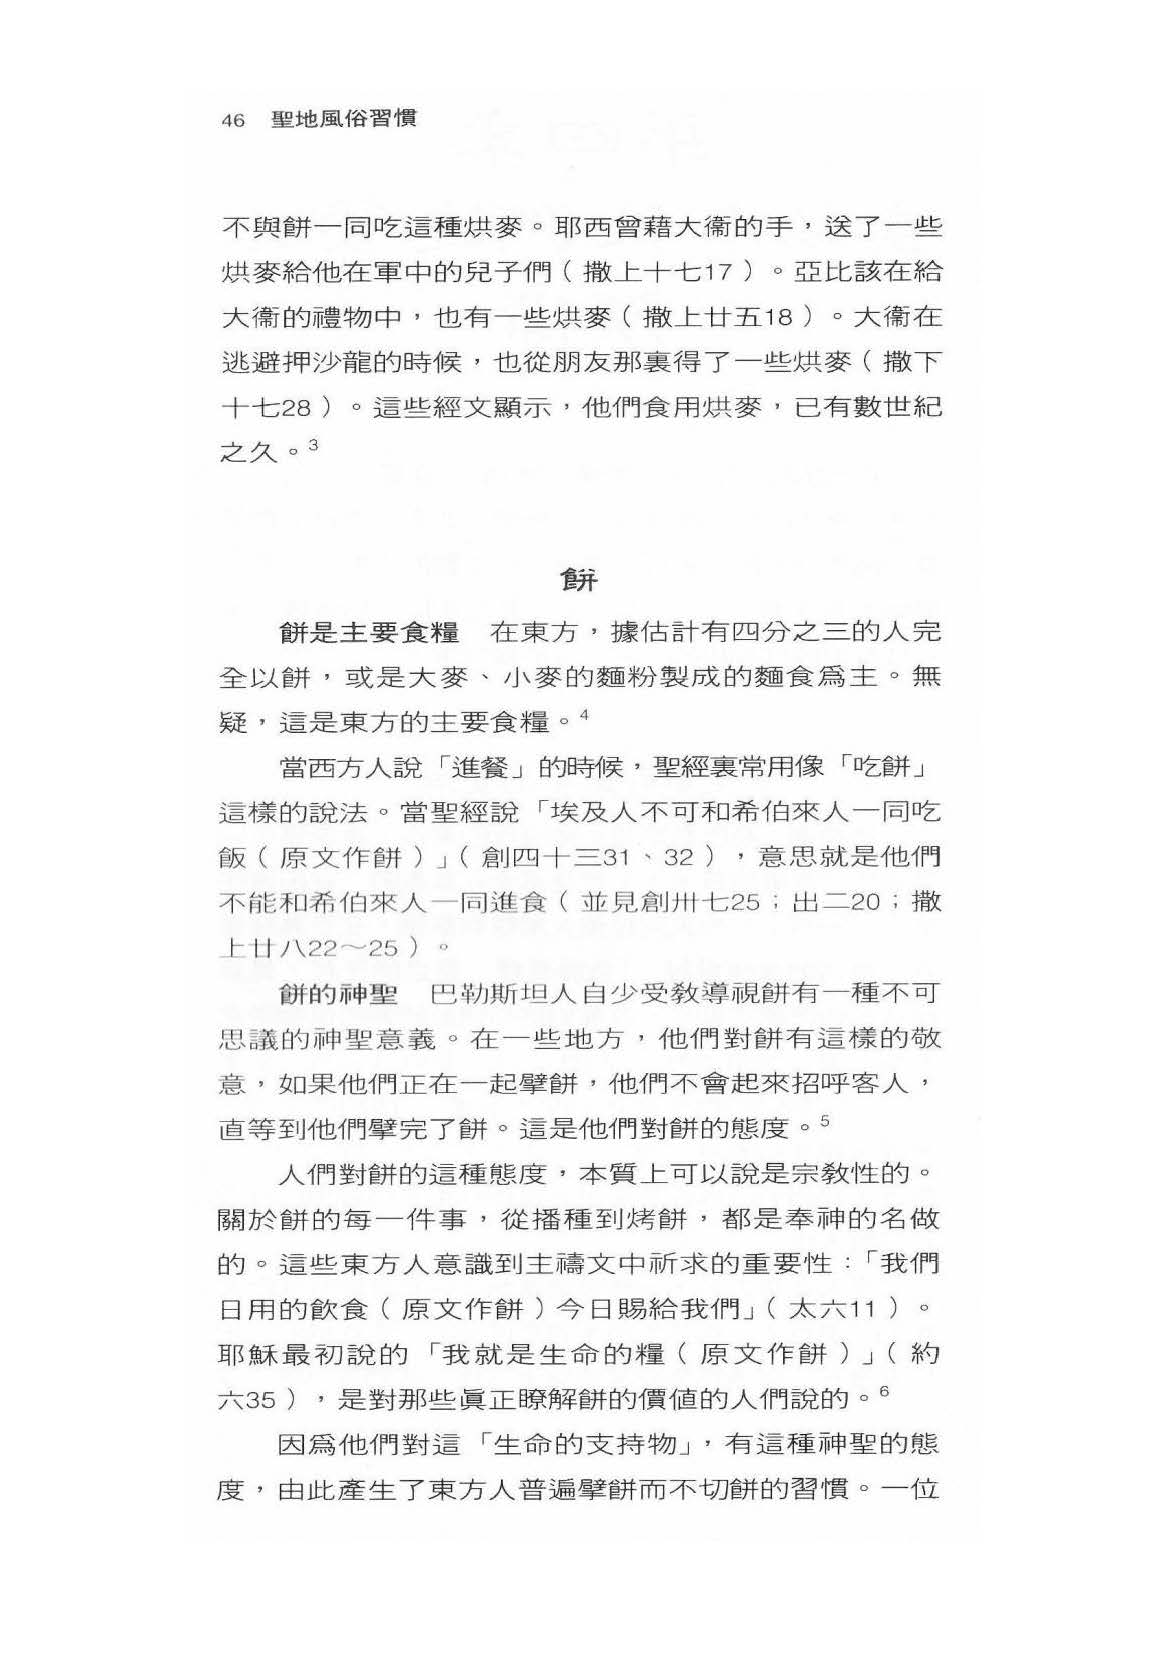 46 聖地風俗習慣
不與餅一同吃這種烘麥。耶西曾藉大衞的手，送了一些
烘麥給他在軍中的兒子們（撒上十七17）。亞比該在給
大衞的禮物中，也有一些烘麥（撒上廿五18）。大衞在
逃避押沙龍的時候，也從朋友那裏得了一些烘麥（撒下
十七28）。這些經文顯示，他們食用烘麥，已有數世紀
之久。3
餅
餅是主要食糧　在東方，據估計有四分之三的人完
全以餅，或是大麥、小麥的麵粉製成的麵食爲主。無
疑，這是東方的主要食糧。4
當西方人說「進餐」的時候，聖經裏常用像「吃餅」
這樣的說法。當聖經說「埃及人不可和希伯來人一同吃
飯（原文作餅）」（創四十三31、32），意思就是他們
不能和希伯來人一同進食（並見創卅七25；出二20；撒
上廿八22～25）。
餅的神聖　巴勒斯坦人自少受敎導視餅有一種不可
思議的神聖意義。在一些地方，他們對餅有這樣的敬
意，如果他們正在一起擘餅，他們不會起來招呼客人，
直等到他們擘完了餅。這是他們對餅的態度。5
人們對餅的這種態度，本質上可以說是宗敎性的。
關於餅的每一件事，從播種到烤餅，都是奉神的名做
的。這些東方人意識到主禱文中祈求的重要性：「我們
日用的飲食（原文作餅）今日賜給我們」（太六11）。
耶穌最初說的「我就是生命的糧（原文作餅）」（約
六35），是對那些眞正瞭解餅的價值的人們說的。6
因爲他們對這「生命的支持物」，有這種神聖的態
度，由此產生了東方人普遍擘餅而不切餅的習慣。一位